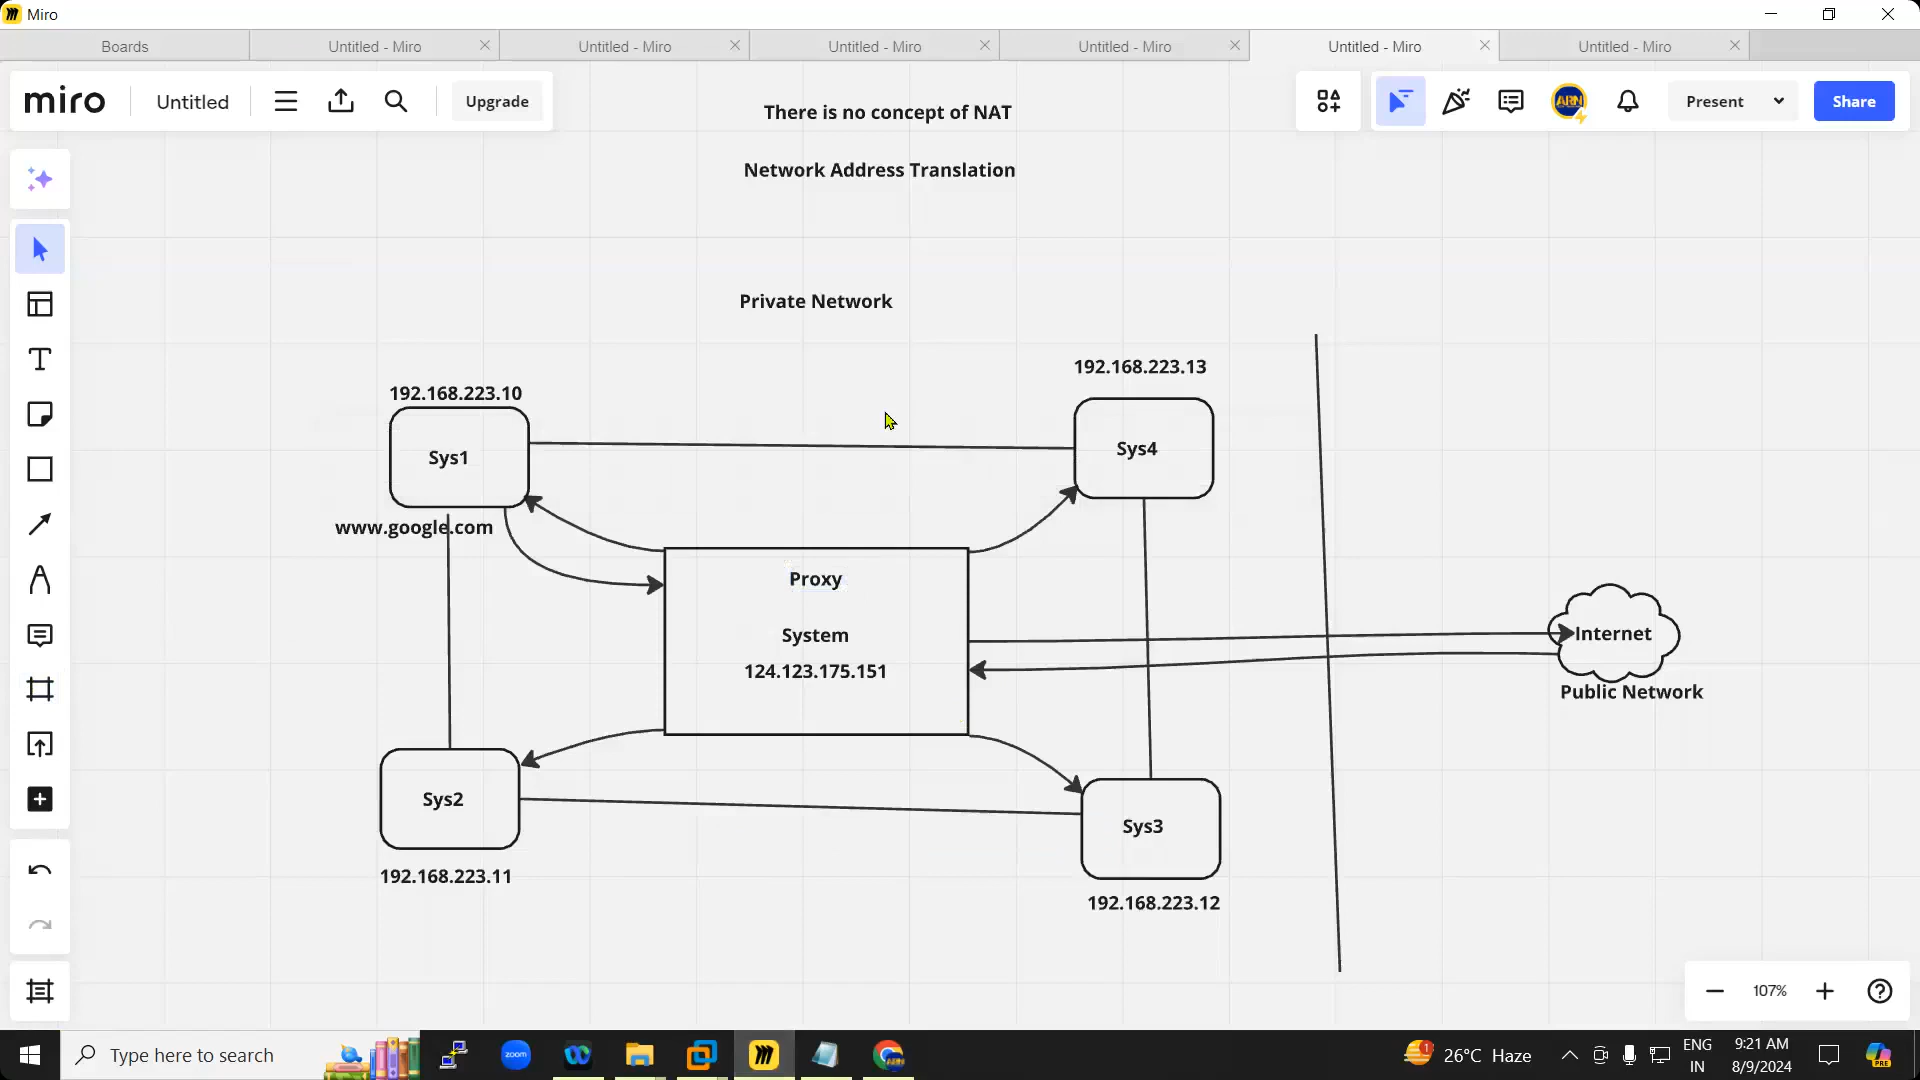 Miro
Boards
Untitled - Miro
Untitled - Miro
Untitled - Miro
Untitled - Miro
Untitled - Miro
Untitled - Miro
miro
Untitled
Upgrade
Present
Share
There is no concept of NAT
Network Address Translation
Private Network
192.168.223.13
192.168.223.10
Sys4
Sys1
www.google.com
Proxy
System
124.123.175.151
Internet
Public Network
Sys2
Sys3
192.168.223.11
192.168.223.12
107%
Type here to search
zoom
26°C Haze
ENG
IN
9:21 AM
8/9/2024